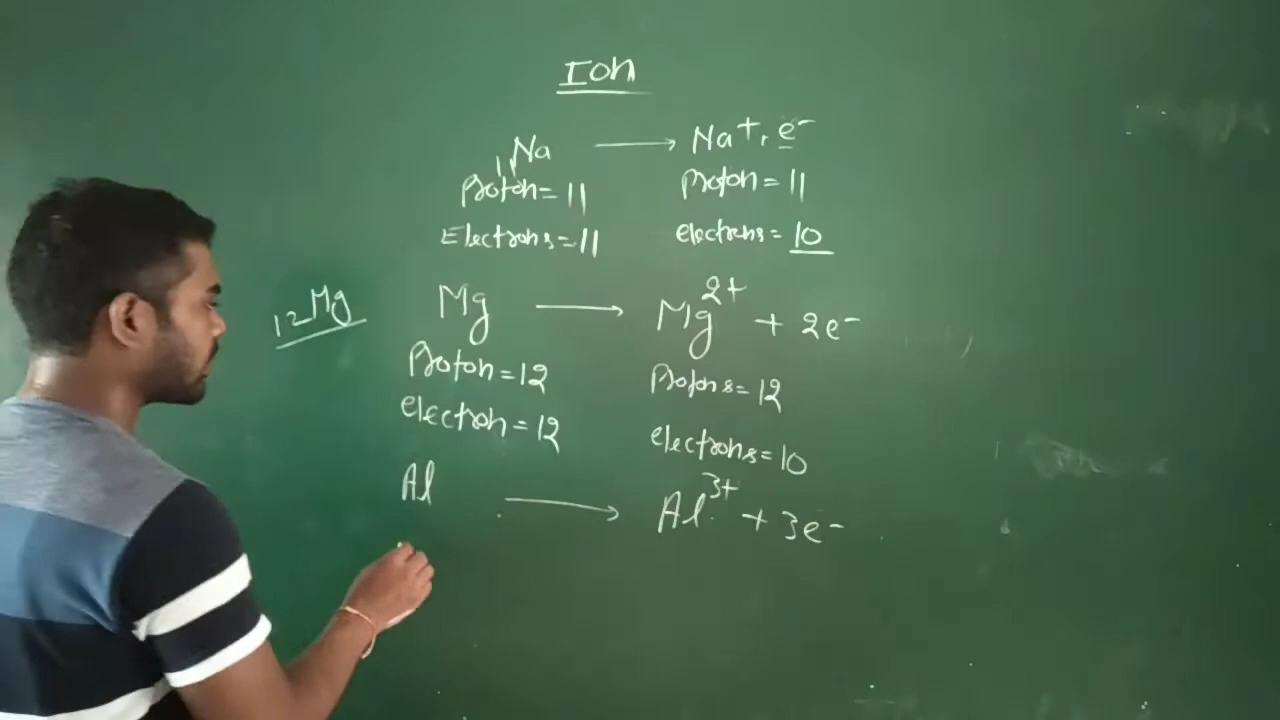 Ion
₁₁Na ⟶ Na+, e⁻
Proton = 11 Proton = 11
Electrons = 11 electrons = 10
₁₂Mg Mg ⟶ Mg²⁺ + 2e⁻
Proton = 12 Protons = 12
electron = 12 electrons = 10
Al ⟶ Al³⁺ + 3e⁻